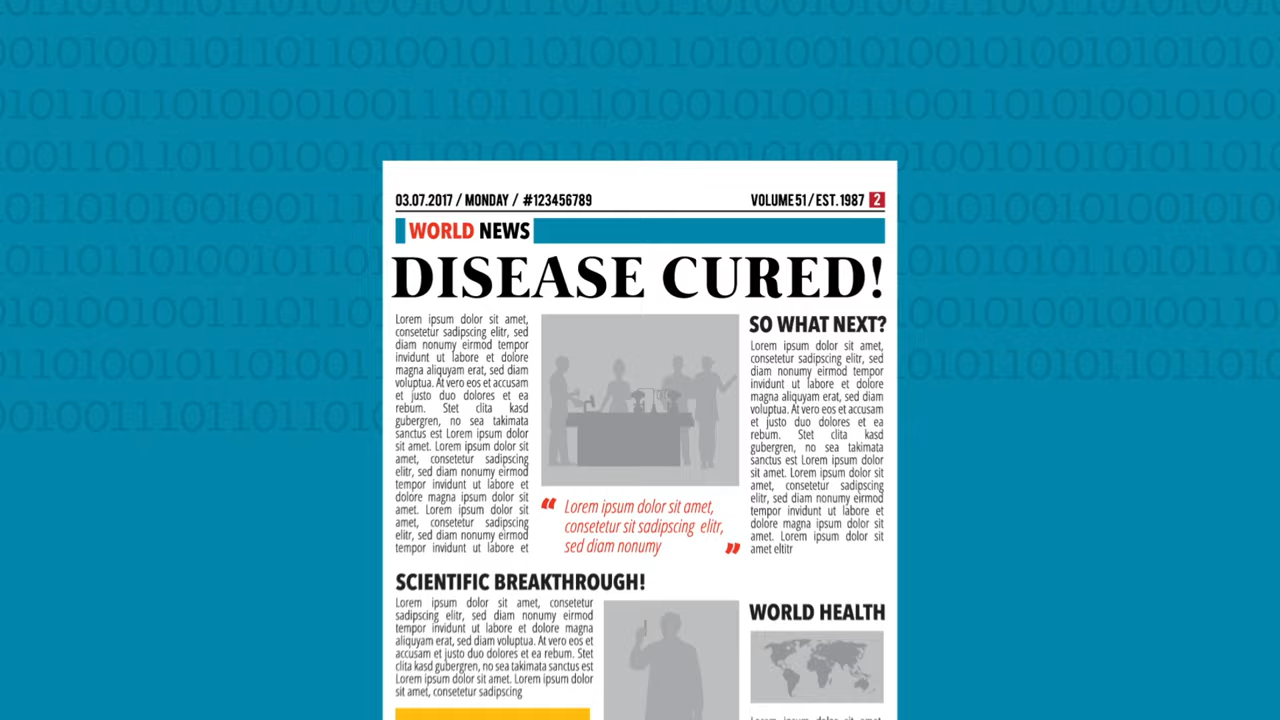 03.07.2017 / MONDAY / #123456789
VOLUME 51 / EST. 1987 2
WORLD NEWS
DISEASE CURED!
Lorem ipsum dolor sit amet,
consetetur sadipscing elitr, sed
diam nonumy eirmod tempor
invidunt ut labore et dolore
magna aliquyam erat, sed diam
voluptua. At vero eos et accusam
et justo duo dolores et ea
rebum. Stet clita kasd
gubergren, no sea takimata
sanctus est Lorem ipsum dolor
sit amet. Lorem ipsum dolor sit
amet, consetetur sadipscing
elitr, sed diam nonumy eirmod
tempor invidunt ut labore et
dolore magna ipsum dolor sit
amet. Lorem ipsum dolor sit
amet, consetetur sadipscing
elitr, sed diam nonumy eirmod
tempor invidunt ut labore et
“ Lorem ipsum dolor sit amet,
consetetur sit sadipscing elitr,
sed diam nonumy ”
SO WHAT NEXT?
Lorem ipsum dolor sit amet,
consetetur sadipscing elitr, sed
diam nonumy eirmod tempor
invidunt ut labore et dolore
magna aliquyam erat, sed diam
voluptua. At vero eos et accusam
et justo duo dolores et ea
rebum. Stet clita kasd
gubergren, no sea takimata
sanctus est Lorem ipsum dolor
sit amet. Lorem ipsum dolor sit
amet, consetetur sadipscing
elitr, sed diam nonumy eirmod
tempor invidunt ut labore et
dolore magna ipsum dolor sit
amet. Lorem ipsum dolor sit
amet eltitr
SCIENTIFIC BREAKTHROUGH!
Lorem ipsum dolor sit amet, consetetur
sadipscing elitr, sed diam nonumy eirmod
tempor invidunt ut labore et dolore magna
aliquyam erat, sed diam voluptua. At vero eos et
accusam et justo duo dolores et ea rebum. Stet
clita kasd gubergren, no sea takimata sanctus est
Lorem ipsum dolor sit amet. Lorem ipsum dolor
sit amet, consetetur sadipscing
WORLD HEALTH